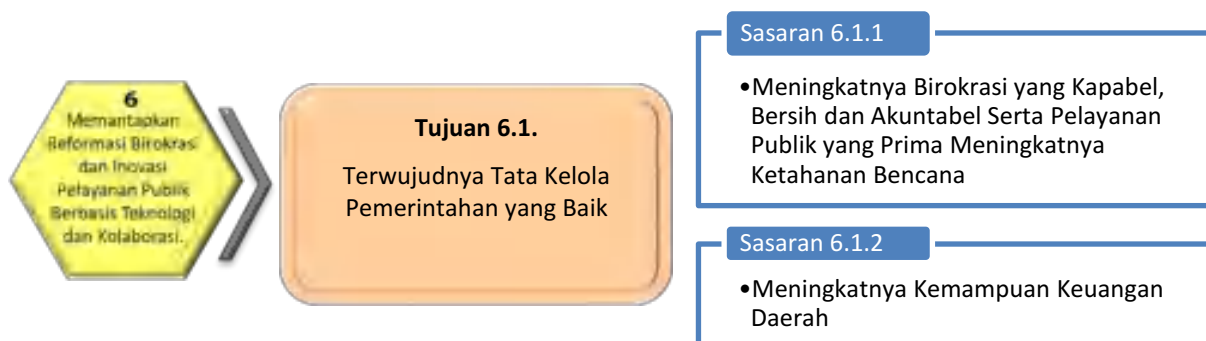 6
Memantapkan
Reformasi Birokrasi
dan Inovasi
Pelayanan Publik
Berbasis Teknologi
dan Kolaborasi.
Tujuan 6.1.
Terwujudnya Tata Kelola
Pemerintahan yang Baik
Sasaran 6.1.1
•Meningkatnya Birokrasi yang Kapabel,
Bersih dan Akuntabel Serta Pelayanan
Publik yang Prima Meningkatnya
Ketahanan Bencana
Sasaran 6.1.2
•Meningkatnya Kemampuan Keuangan
Daerah